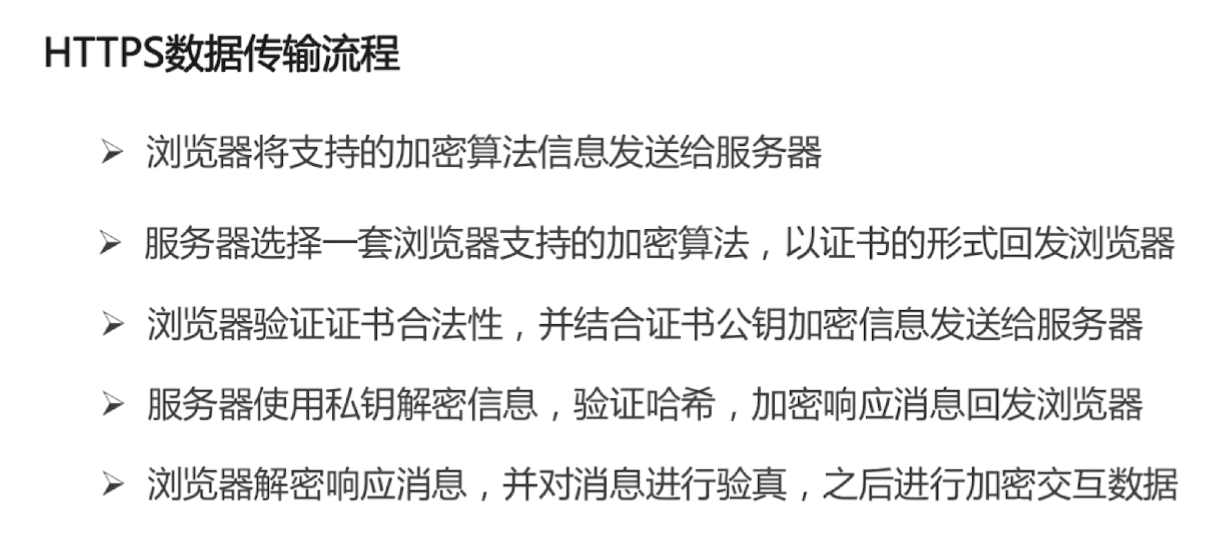 HTTPS数据传输流程
➢ 浏览器将支持的加密算法信息发送给服务器
➢ 服务器选择一套浏览器支持的加密算法，以证书的形式回发浏览器
➢ 浏览器验证证书合法性，并结合证书公钥加密信息发送给服务器
➢ 服务器使用私钥解密信息，验证哈希，加密响应消息回发浏览器
➢ 浏览器解密响应消息，并对消息进行验真，之后进行加密交互数据